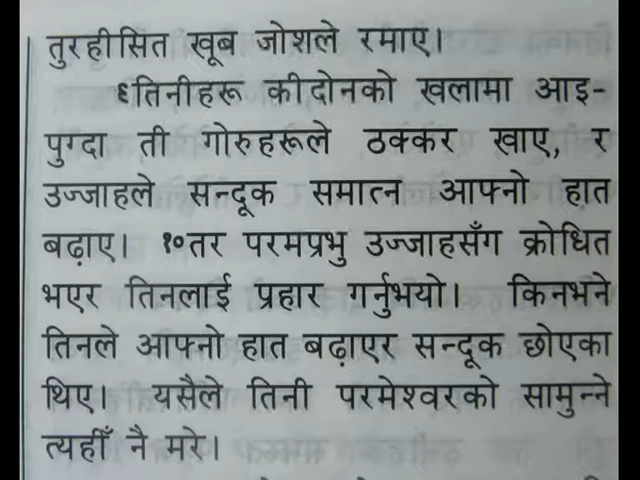 तुरहीसित खूब जोशले रमाए।
९तिनीहरू कीदोनको खलामा आइ-
पुग्दा ती गोरुहरूले ठक्कर खाए, र
उज्जाहले सन्दूक समात्न आफ्नो हात
बढ़ाए। १०तर परमप्रभु उज्जाहसँग क्रोधित
भएर तिनलाई प्रहार गर्नुभयो। किनभने
तिनले आफ्नो हात बढ़ाएर सन्दूक छोएका
थिए। यसैले तिनी परमेश्वरको सामुन्ने
त्यहीँ नै मरे।